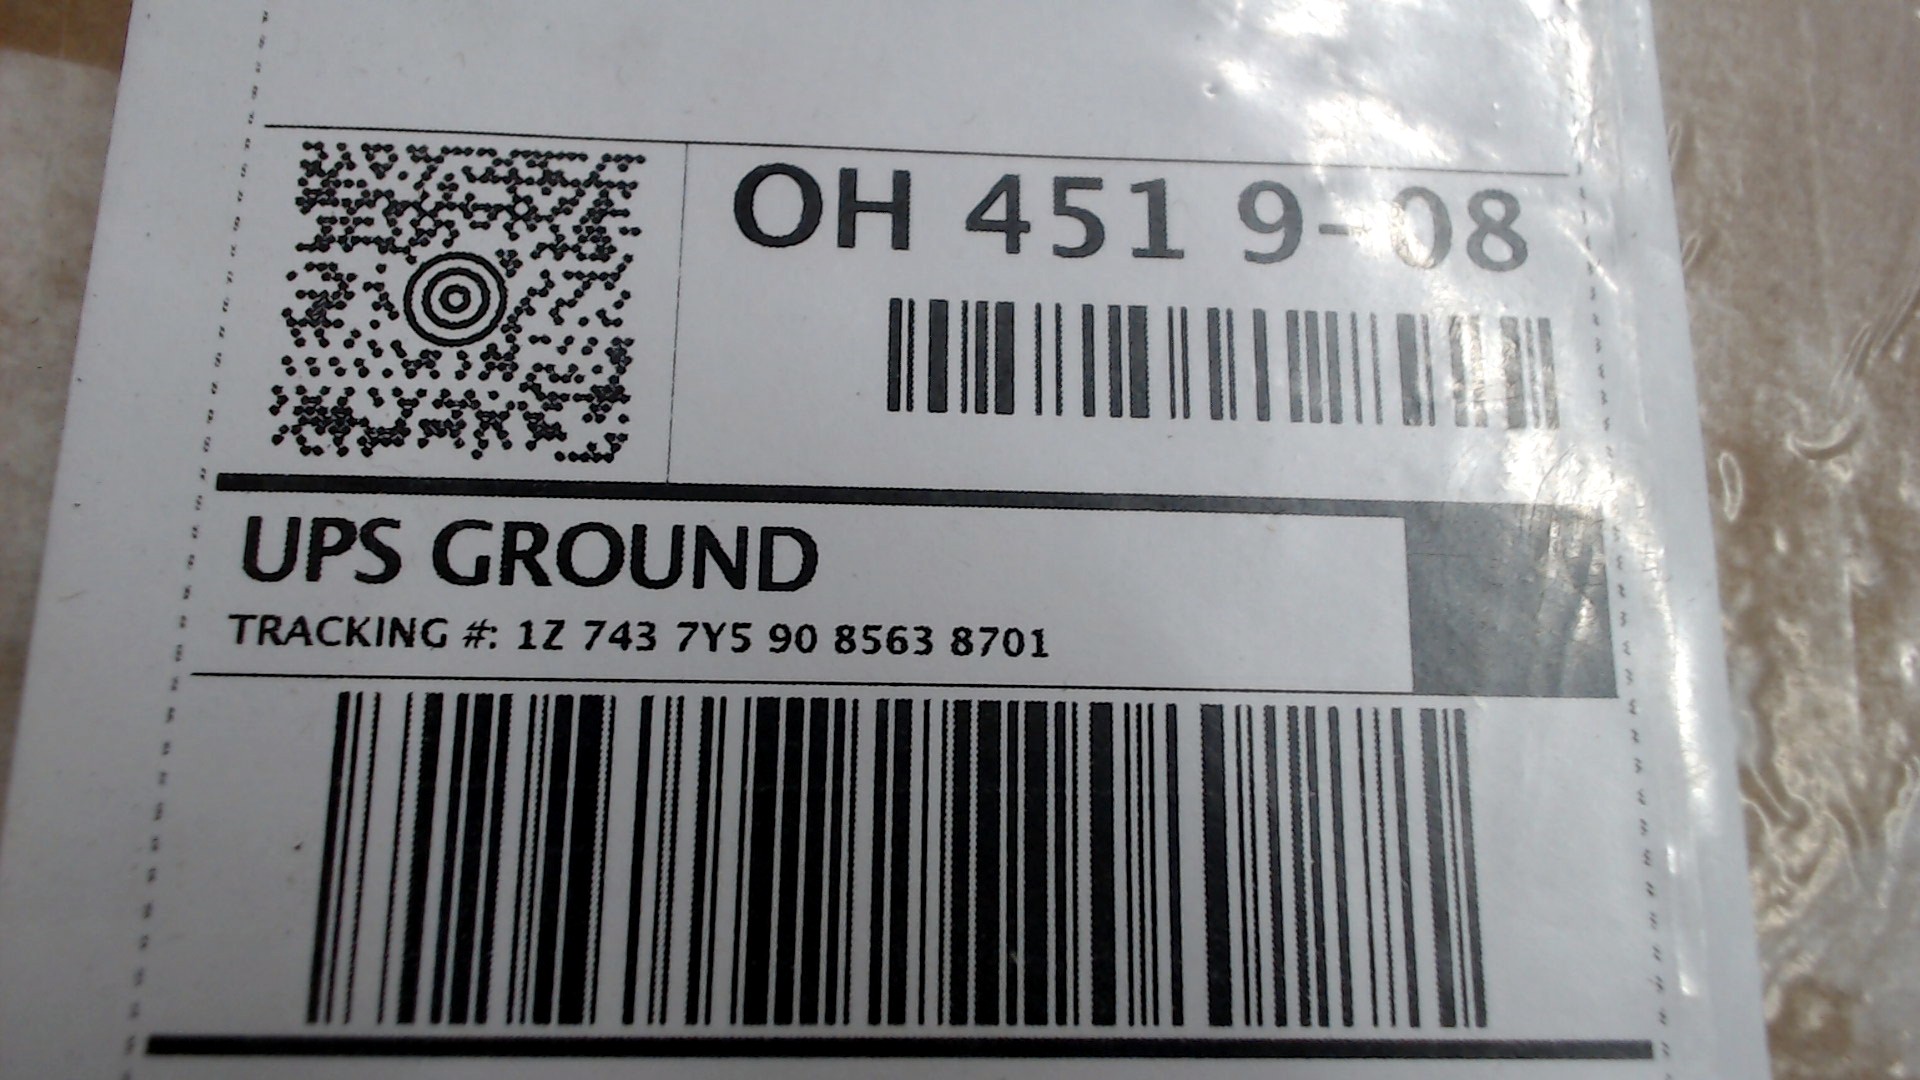 OH 451 9-08
UPS GROUND
TRACKING #: 1Z 743 7Y5 90 8563 8701